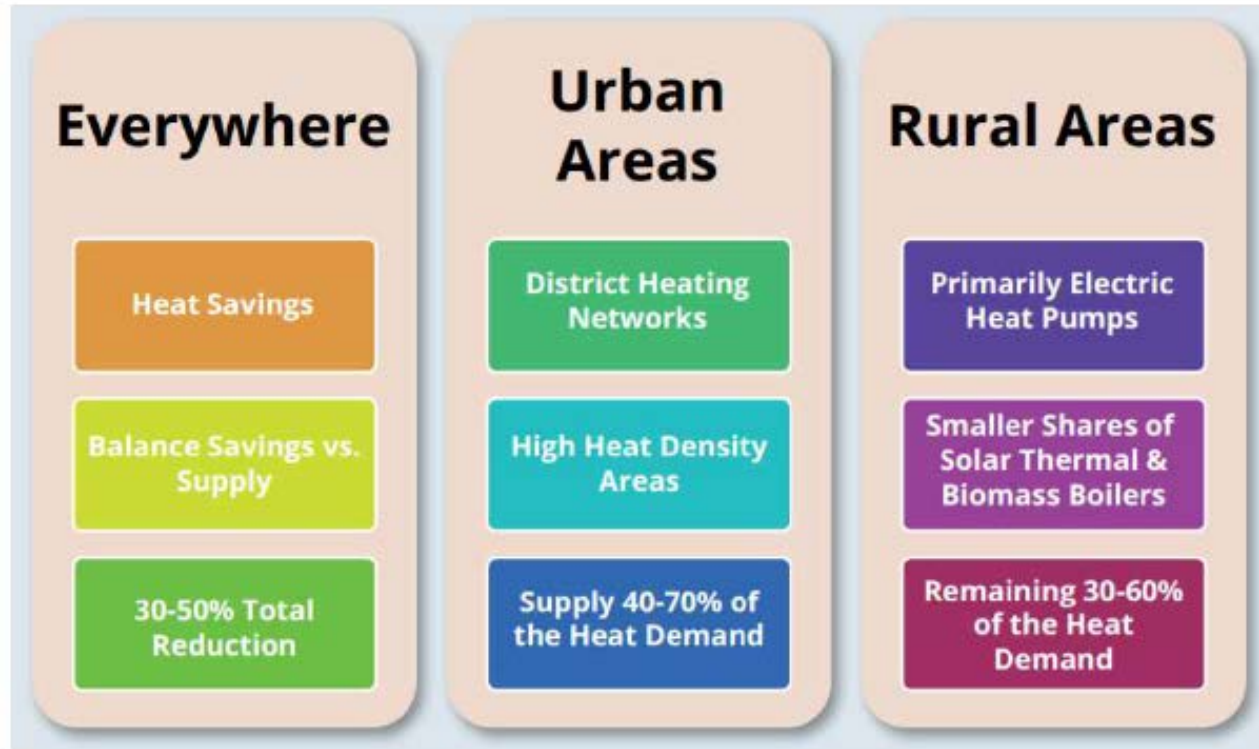 Everywhere
Heat Savings
Balance Savings vs.
Supply
30-50% Total
Reduction
Urban
Areas
District Heating
Networks
High Heat Density
Areas
Supply 40-70% of
the Heat Demand
Rural Areas
Primarily Electric
Heat Pumps
Smaller Shares of
Solar Thermal &
Biomass Boilers
Remaining 30-60%
of the Heat
Demand